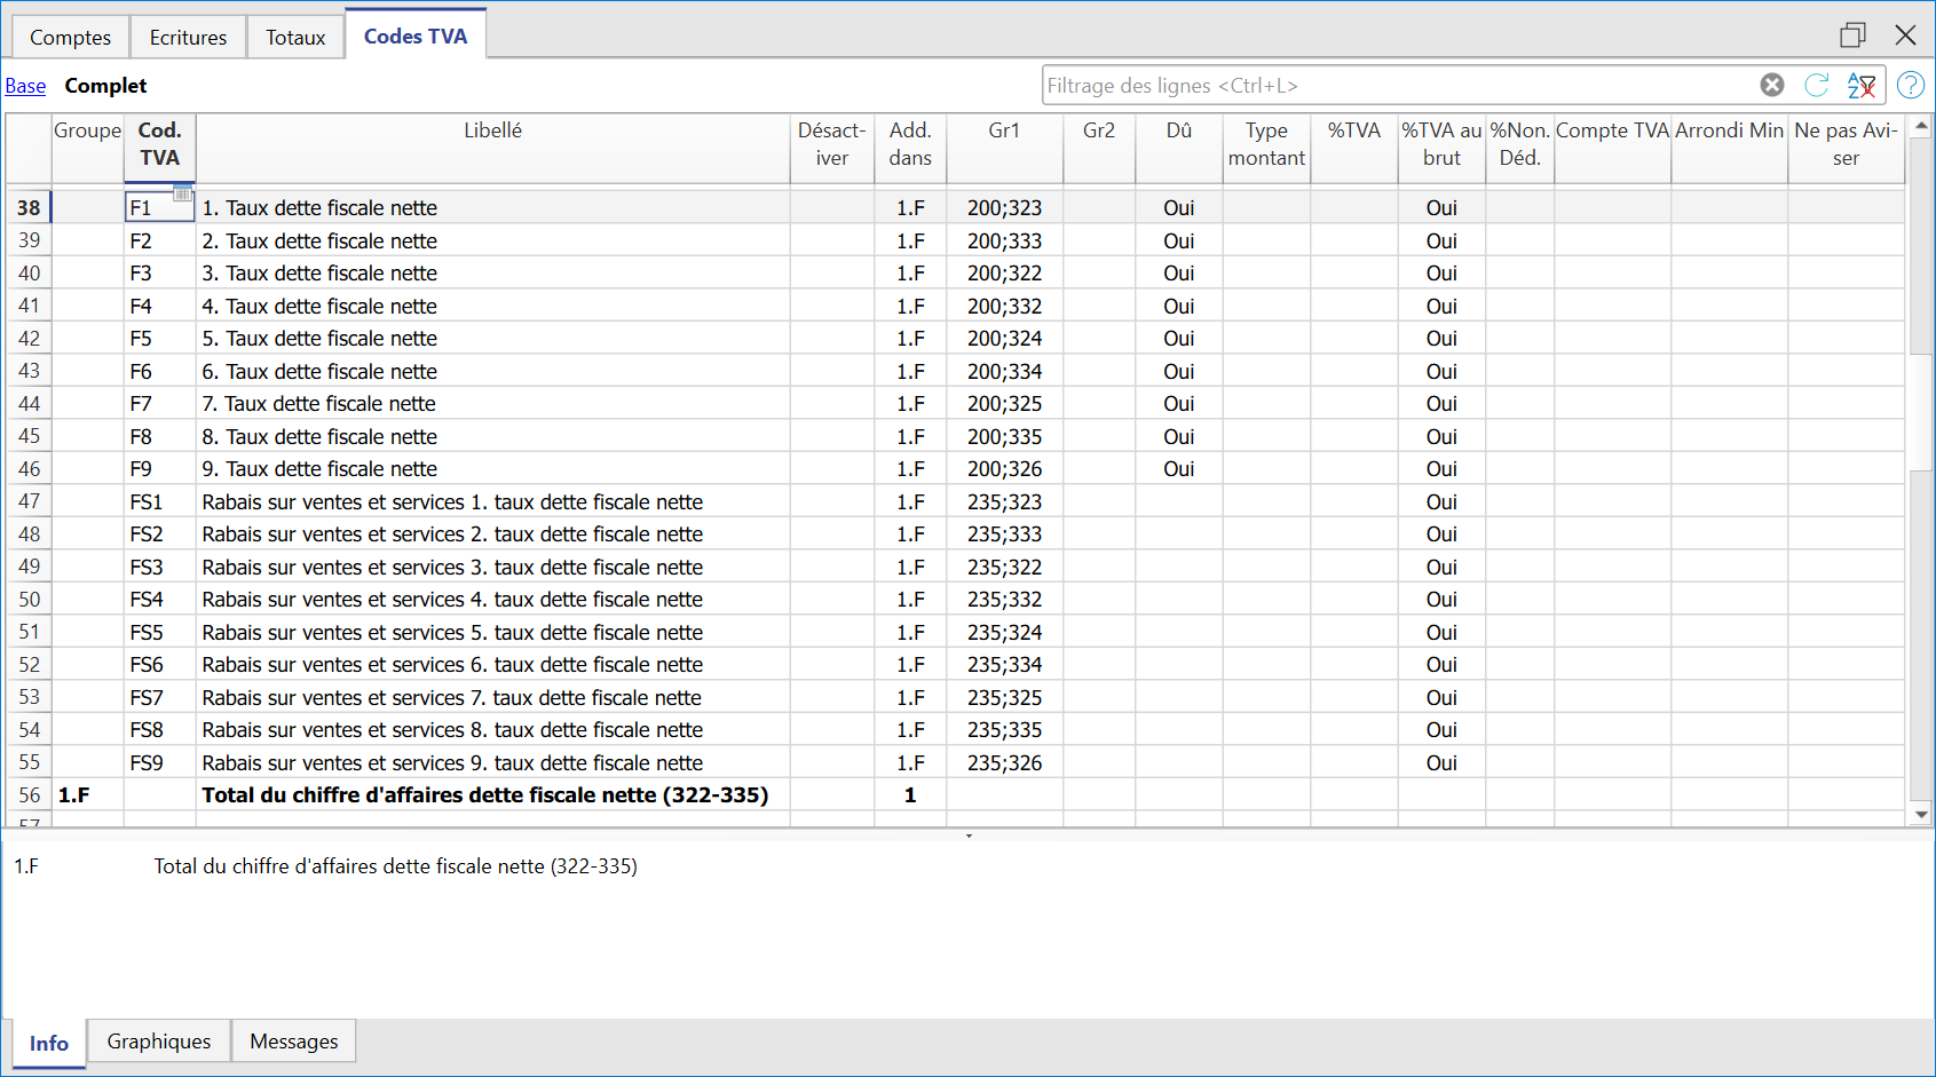 Comptes Ecritures Totaux Codes TVA
Base Complet Filtrage des lignes <Ctrl+L>
Groupe Cod. TVA Libellé Désact-iver Add. dans Gr1 Gr2 Dû Type montant %TVA %TVA au brut %Non. Déd. Compte TVA Arrondi Min Ne pas Avi-ser
38 F1 1. Taux dette fiscale nette 1.F 200;323 Oui Oui
39 F2 2. Taux dette fiscale nette 1.F 200;333 Oui Oui
40 F3 3. Taux dette fiscale nette 1.F 200;322 Oui Oui
41 F4 4. Taux dette fiscale nette 1.F 200;332 Oui Oui
42 F5 5. Taux dette fiscale nette 1.F 200;324 Oui Oui
43 F6 6. Taux dette fiscale nette 1.F 200;334 Oui Oui
44 F7 7. Taux dette fiscale nette 1.F 200;325 Oui Oui
45 F8 8. Taux dette fiscale nette 1.F 200;335 Oui Oui
46 F9 9. Taux dette fiscale nette 1.F 200;326 Oui Oui
47 FS1 Rabais sur ventes et services 1. taux dette fiscale nette 1.F 235;323 Oui
48 FS2 Rabais sur ventes et services 2. taux dette fiscale nette 1.F 235;333 Oui
49 FS3 Rabais sur ventes et services 3. taux dette fiscale nette 1.F 235;322 Oui
50 FS4 Rabais sur ventes et services 4. taux dette fiscale nette 1.F 235;332 Oui
51 FS5 Rabais sur ventes et services 5. taux dette fiscale nette 1.F 235;324 Oui
52 FS6 Rabais sur ventes et services 6. taux dette fiscale nette 1.F 235;334 Oui
53 FS7 Rabais sur ventes et services 7. taux dette fiscale nette 1.F 235;325 Oui
54 FS8 Rabais sur ventes et services 8. taux dette fiscale nette 1.F 235;335 Oui
55 FS9 Rabais sur ventes et services 9. taux dette fiscale nette 1.F 235;326 Oui
56 1.F Total du chiffre d'affaires dette fiscale nette (322-335) 1
57
1.F Total du chiffre d'affaires dette fiscale nette (322-335)
Info Graphiques Messages